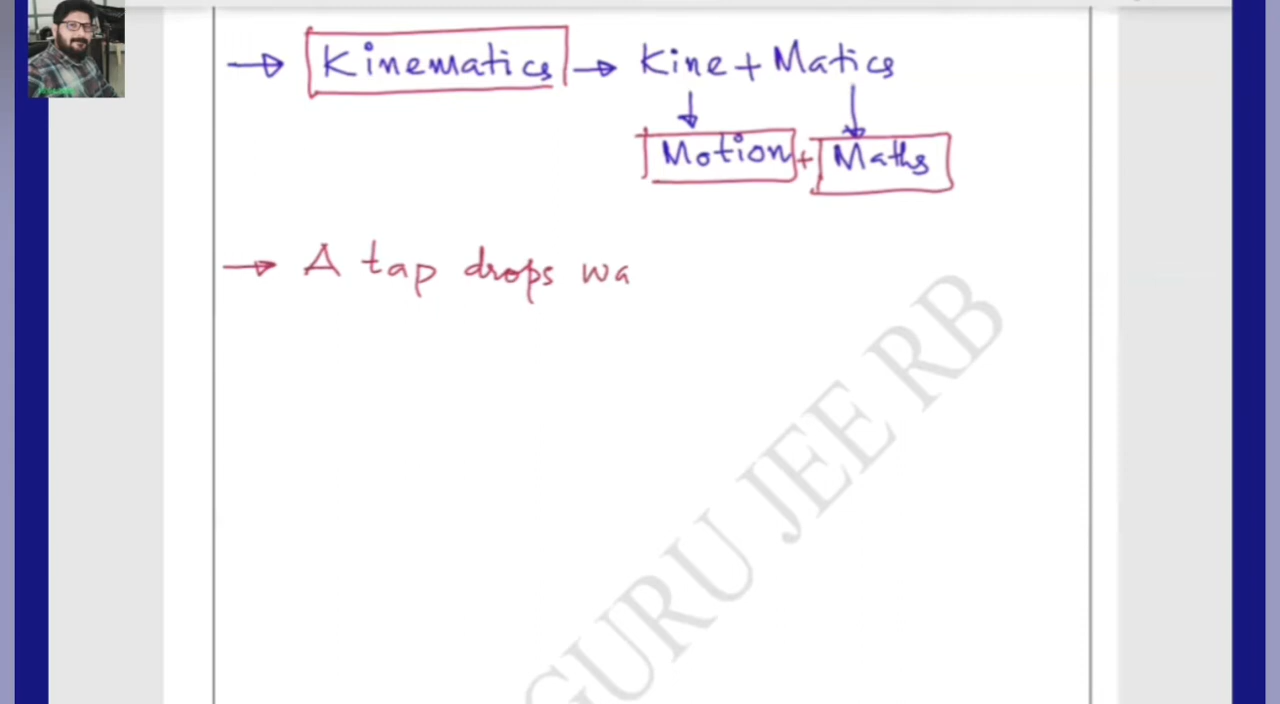 → Kinematics → Kine + Matics
↓ ↓
Motion + Maths
→ A tap drops wa
GURU JEE RB